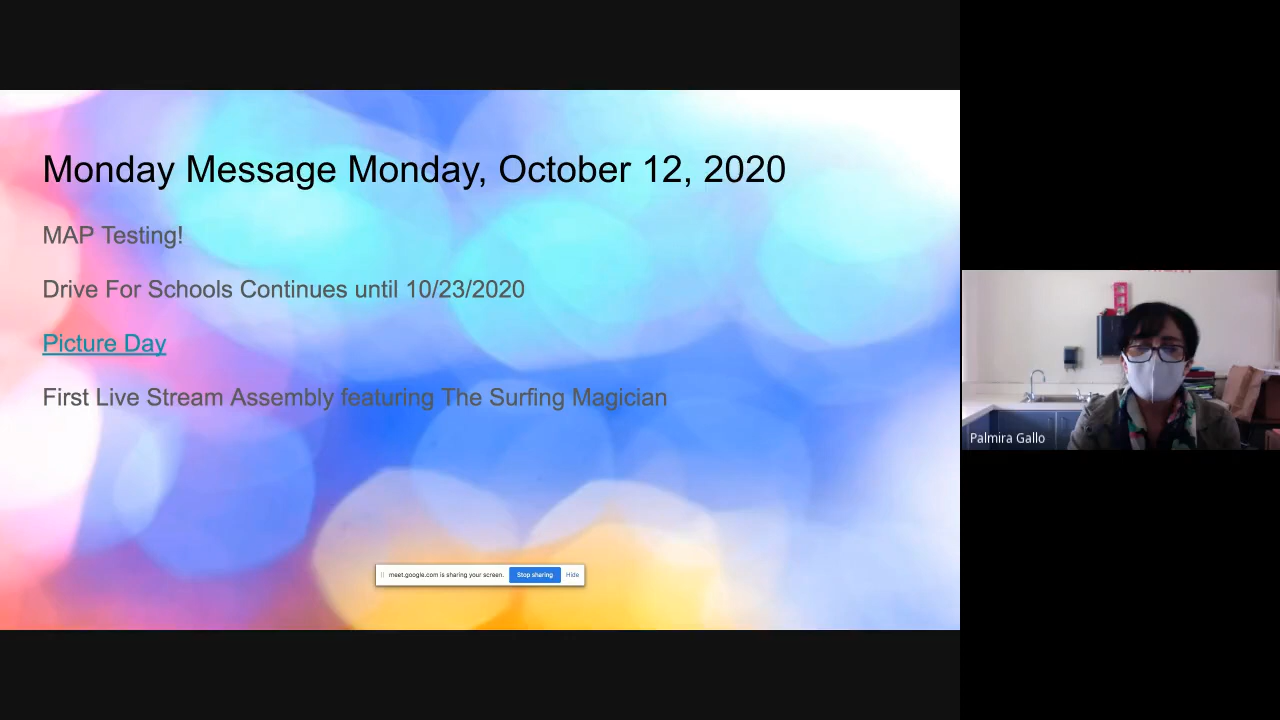 Monday Message Monday, October 12, 2020
MAP Testing!
Drive For Schools Continues until 10/23/2020
Picture Day
First Live Stream Assembly featuring The Surfing Magician
meet.google.com is sharing your screen. Stop sharing Hide
Palmira Gallo